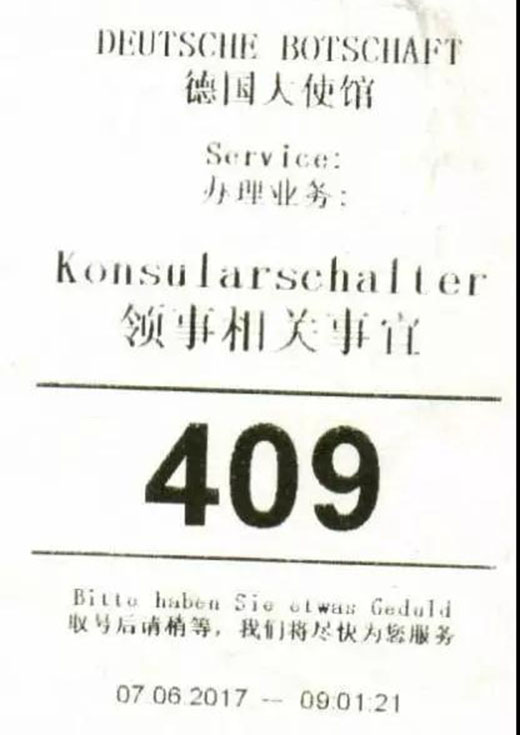 DEUTSCHE BOTSCHAFT
德国大使馆
Service:
办理业务:
Konsularschalter
领事相关事宜
409
Bitte haben Sie etwas Geduld
取号后请稍等，我们将尽快为您服务
07.06.2017 -- 09:01:21